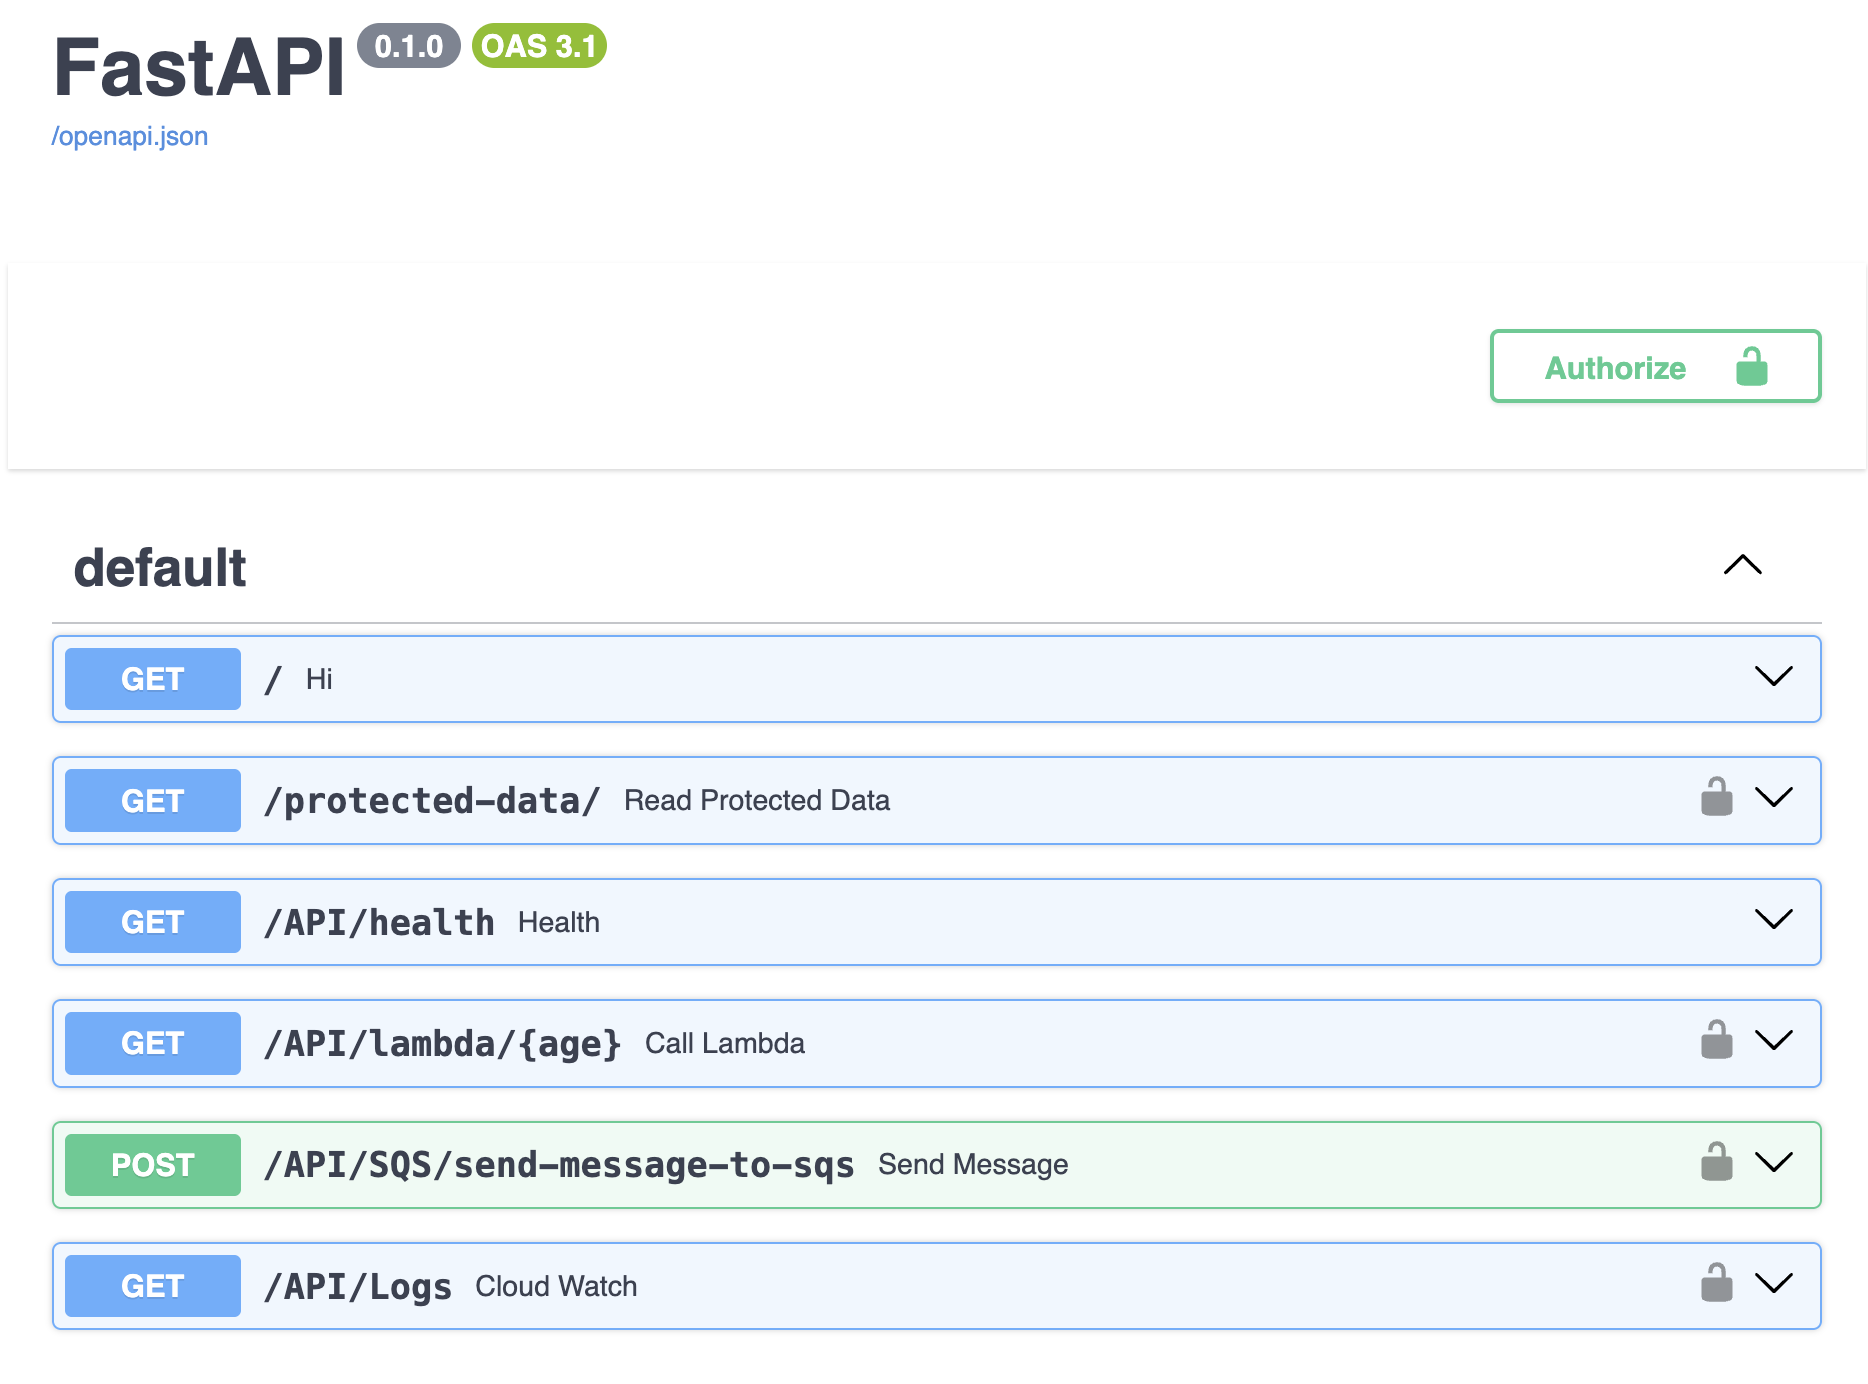 FastAPI 0.1.0 OAS 3.1
/openapi.json
Authorize
default
GET / Hi
GET /protected-data/ Read Protected Data
GET /API/health Health
GET /API/lambda/{age} Call Lambda
POST /API/SQS/send-message-to-sqs Send Message
GET /API/Logs Cloud Watch